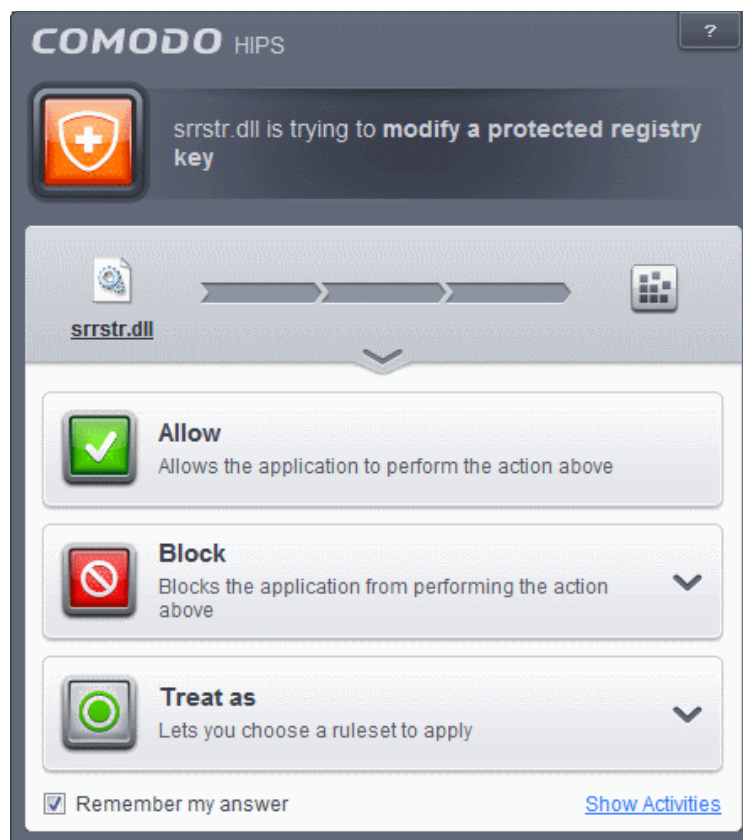 COMODO HIPS
?
srrstr.dll is trying to modify a protected registry
key
srrstr.dll
Allow
Allows the application to perform the action above
Block
Blocks the application from performing the action
above
Treat as
Lets you choose a ruleset to apply
Remember my answer
Show Activities